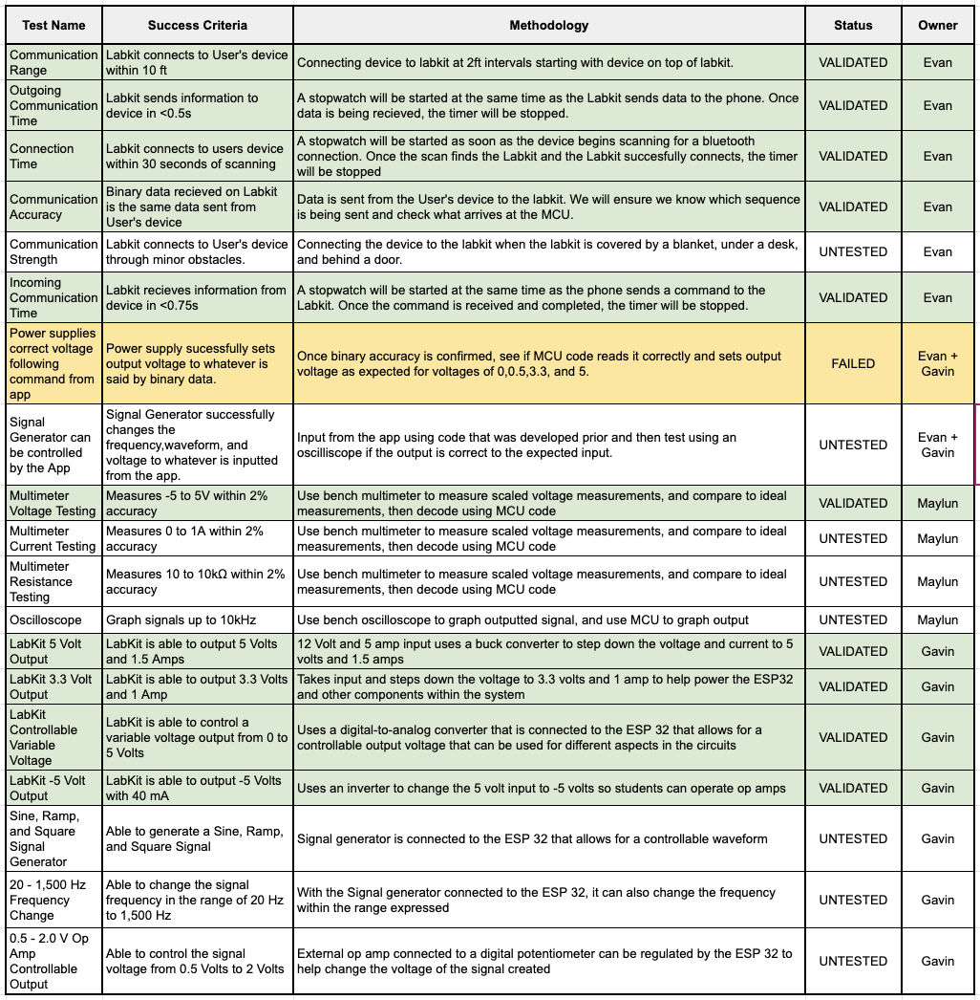 Test Name Success Criteria Methodology Status Owner
Communication
Range
Labkit connects to User's device
within 10 ft
Connecting device to labkit at 2ft intervals starting with device on top of labkit.
VALIDATED
Evan
Outgoing
Communication
Time
Labkit sends information to
device in <0.5s
A stopwatch will be started at the same time as the Labkit sends data to the phone. Once
data is being recieved, the timer will be stopped.
VALIDATED
Evan
Connection
Time
Labkit connects to users device
within 30 seconds of scanning
A stopwatch will be started as soon as the device begins scanning for a bluetooth
connection. Once the scan finds the Labkit and the Labkit succesfully connects, the timer
will be stopped
VALIDATED
Evan
Communication
Accuracy
Binary data recieved on Labkit
is the same data sent from
User's device
Data is sent from the User's device to the labkit. We will ensure we know which sequence
is being sent and check what arrives at the MCU.
VALIDATED
Evan
Communication
Strength
Labkit connects to User's device
through minor obstacles.
Connecting the device to the labkit when the labkit is covered by a blanket, under a desk,
and behind a door.
UNTESTED
Evan
Incoming
Communication
Time
Labkit recieves information from
device in <0.75s
A stopwatch will be started at the same time as the phone sends a command to the
Labkit. Once the command is received and completed, the timer will be stopped.
VALIDATED
Evan
Power supplies
correct voltage
following
command from
app
Power supply sucessfully sets
output voltage to whatever is
said by binary data.
Once binary accuracy is confirmed, see if MCU code reads it correctly and sets output
voltage as expected for voltages of 0,0.5,3.3, and 5.
FAILED
Evan +
Gavin
Signal
Generator can
be controlled
by the App
Signal Generator successfully
changes the
frequency,waveform, and
voltage to whatever is inputted
from the app.
Input from the app using code that was developed prior and then test using an
oscilliscope if the output is correct to the expected input.
UNTESTED
Evan +
Gavin
Multimeter
Voltage Testing
Measures -5 to 5V within 2%
accuracy
Use bench multimeter to measure scaled voltage measurements, and compare to ideal
measurements, then decode using MCU code
VALIDATED
Maylun
Multimeter
Current Testing
Measures 0 to 1A within 2%
accuracy
Use bench multimeter to measure scaled voltage measurements, and compare to ideal
measurements, then decode using MCU code
UNTESTED
Maylun
Multimeter
Resistance
Testing
Measures 10 to 10kΩ within 2%
accuracy
Use bench multimeter to measure scaled voltage measurements, and compare to ideal
measurements, then decode using MCU code
UNTESTED
Maylun
Oscilloscope
Graph signals up to 10kHz
Use bench oscilloscope to graph outputted signal, and use MCU to graph output
UNTESTED
Maylun
LabKit 5 Volt
Output
LabKit is able to output 5 Volts
and 1.5 Amps
12 Volt and 5 amp input uses a buck converter to step down the voltage and current to 5
volts and 1.5 amps
VALIDATED
Gavin
LabKit 3.3 Volt
Output
LabKit is able to output 3.3 Volts
and 1 Amp
Takes input and steps down the voltage to 3.3 volts and 1 amp to help power the ESP32
and other components within the system
VALIDATED
Gavin
LabKit
Controllable
Variable
Voltage
LabKit is able to control a
variable voltage output from 0 to
5 Volts
Uses a digital-to-analog converter that is connected to the ESP 32 that allows for a
controllable output voltage that can be used for different aspects in the circuits
VALIDATED
Gavin
LabKit -5 Volt
Output
LabKit is able to output -5 Volts
with 40 mA
Uses an inverter to change the 5 volt input to -5 volts so students can operate op amps
VALIDATED
Gavin
Sine, Ramp,
and Square
Signal
Generator
Able to generate a Sine, Ramp,
and Square Signal
Signal generator is connected to the ESP 32 that allows for a controllable waveform
UNTESTED
Gavin
20 - 1,500 Hz
Frequency
Change
Able to change the signal
frequency in the range of 20 Hz
to 1,500 Hz
With the Signal generator connected to the ESP 32, it can also change the frequency
within the range expressed
UNTESTED
Gavin
0.5 - 2.0 V Op
Amp
Controllable
Output
Able to control the signal
voltage from 0.5 Volts to 2 Volts
External op amp connected to a digital potentiometer can be regulated by the ESP 32 to
help change the voltage of the signal created
UNTESTED
Gavin